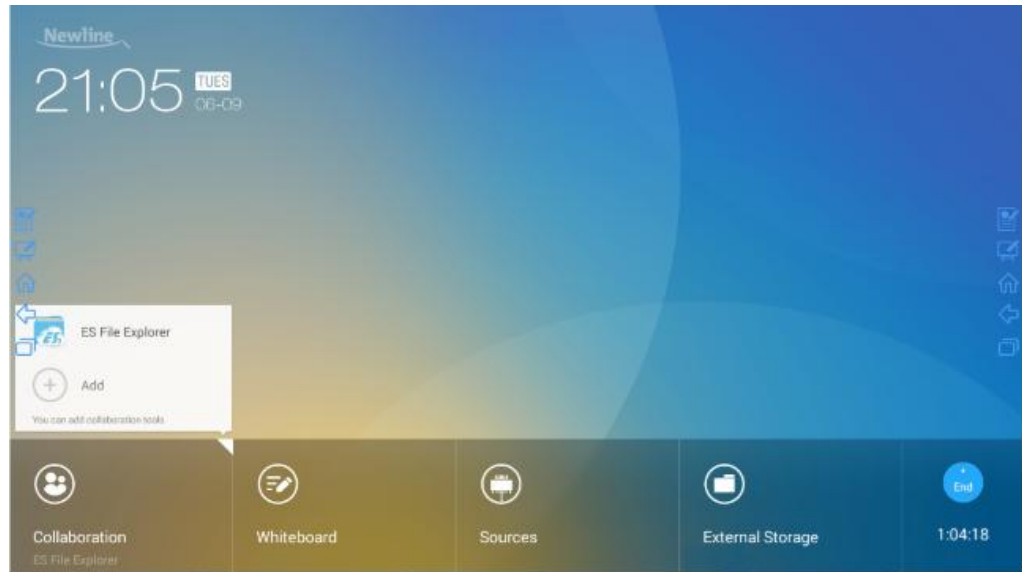 Newline
21:05 TUES
06-09
ES File Explorer
Add
You can add collaboration tools
Collaboration
ES File Explorer
Whiteboard
Sources
External Storage
End
1:04:18